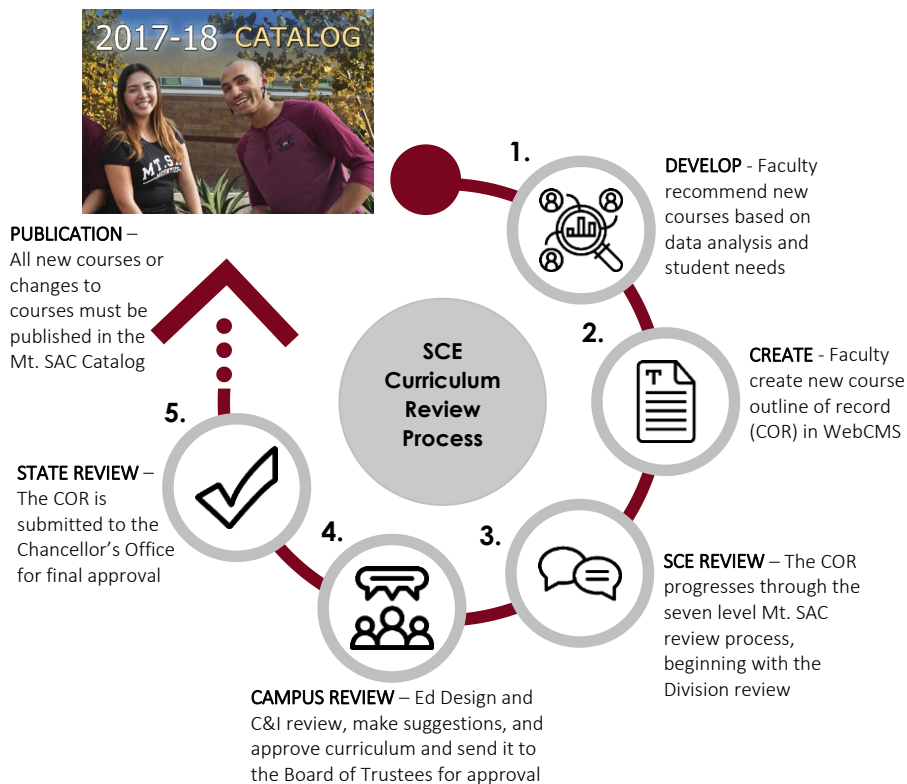 2017-18 CATALOG
MT.SAC
1.
DEVELOP - Faculty
recommend new
courses based on
data analysis and
student needs
2.
CREATE - Faculty
create new course
outline of record
(COR) in WebCMS
T
3.
SCE REVIEW – The COR
progresses through the
seven level Mt. SAC
review process,
beginning with the
Division review
4.
CAMPUS REVIEW – Ed Design and
C&I review, make suggestions, and
approve curriculum and send it to
the Board of Trustees for approval
5.
STATE REVIEW –
The COR is
submitted to the
Chancellor’s Office
for final approval
PUBLICATION –
All new courses or
changes to
courses must be
published in the
Mt. SAC Catalog
SCE
Curriculum
Review
Process